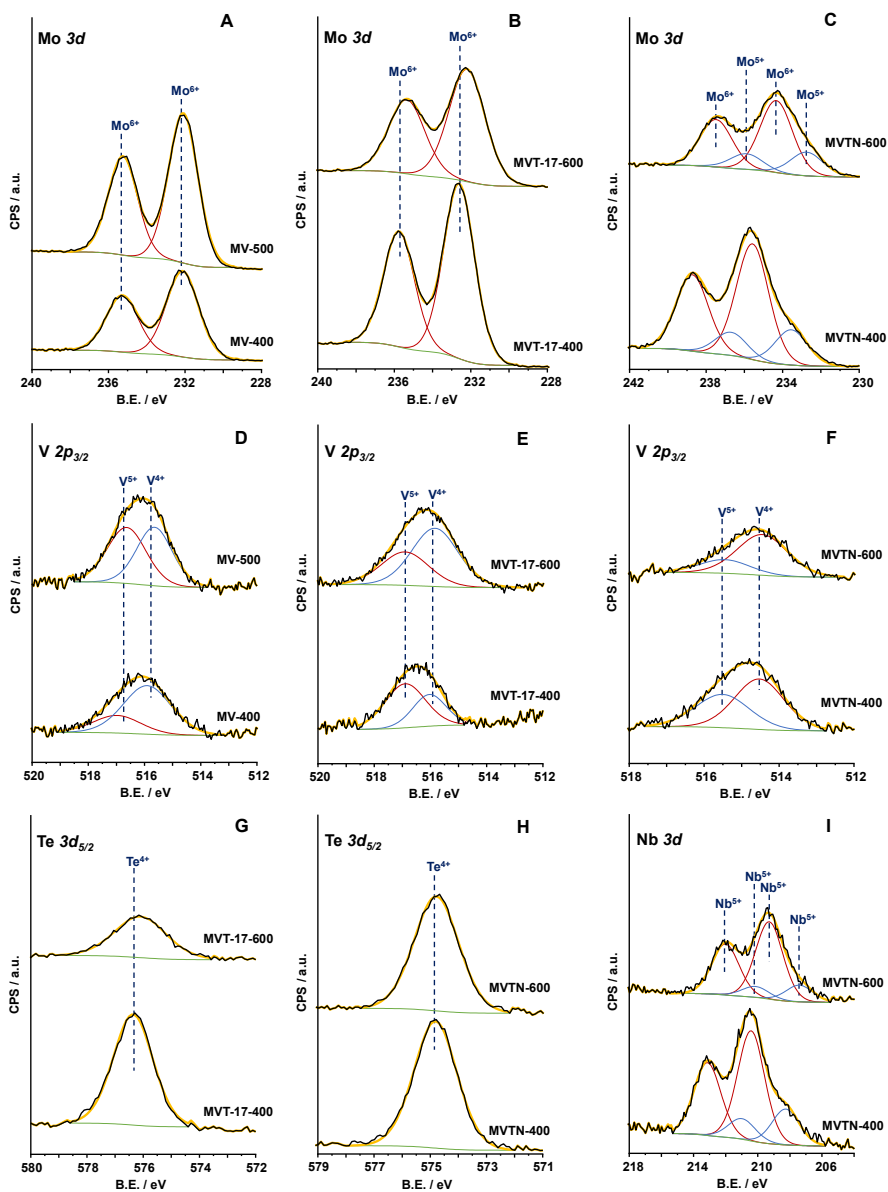 A
Mo 3d
Mo6+
Mo6+
MV-500
MV-400
CPS / a.u.
240 236 232 228
B.E. / eV
B
Mo 3d
Mo6+
Mo6+
MVT-17-600
MVT-17-400
CPS / a.u.
240 236 232 228
B.E. / eV
C
Mo 3d
Mo5+
Mo6+
Mo6+
Mo5+
MVTN-600
MVTN-400
CPS / a.u.
242 238 234 230
B.E. / eV
D
V 2p3/2
V5+ V4+
MV-500
MV-400
CPS / a.u.
520 518 516 514 512
B.E. / eV
E
V 2p3/2
V5+ V4+
MVT-17-600
MVT-17-400
CPS / a.u.
520 518 516 514 512
B.E. / eV
F
V 2p3/2
V5+ V4+
MVTN-600
MVTN-400
CPS / a.u.
518 516 514 512
B.E. / eV
G
Te 3d5/2
Te4+
MVT-17-600
MVT-17-400
CPS / a.u.
580 578 576 574 572
B.E. / eV
H
Te 3d5/2
Te4+
MVTN-600
MVTN-400
CPS / a.u.
579 577 575 573 571
B.E. / eV
I
Nb 3d
Nb5+
Nb5+
Nb5+
Nb5+
MVTN-600
MVTN-400
CPS / a.u.
218 214 210 206
B.E. / eV